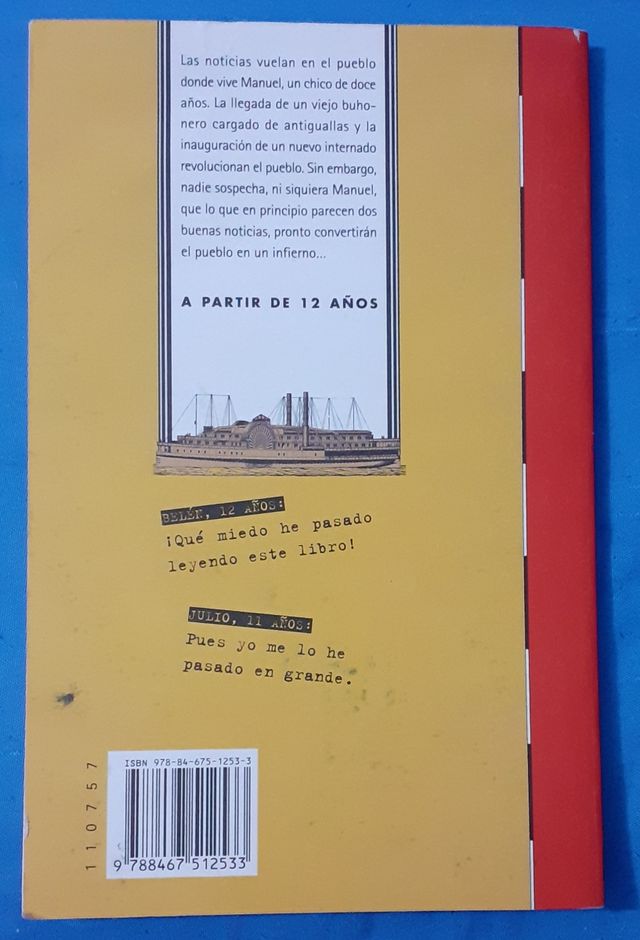 Las noticias vuelan en el pueblo
donde vive Manuel, un chico de doce
años. La llegada de un viejo buho-
nero cargado de antiguallas y la
inauguración de un nuevo internado
revolucionan el pueblo. Sin embargo,
nadie sospecha, ni siquiera Manuel,
que lo que en principio parecen dos
buenas noticias, pronto convertirán
el pueblo en un infierno...
A PARTIR DE 12 AÑOS
BELÉN, 12 AÑOS:
¡Qué miedo he pasado
leyendo este libro!
JULIO, 11 AÑOS:
Pues yo me lo he
pasado en grande.
110757
ISBN 978-84-675-1253-3
9 788467 512533